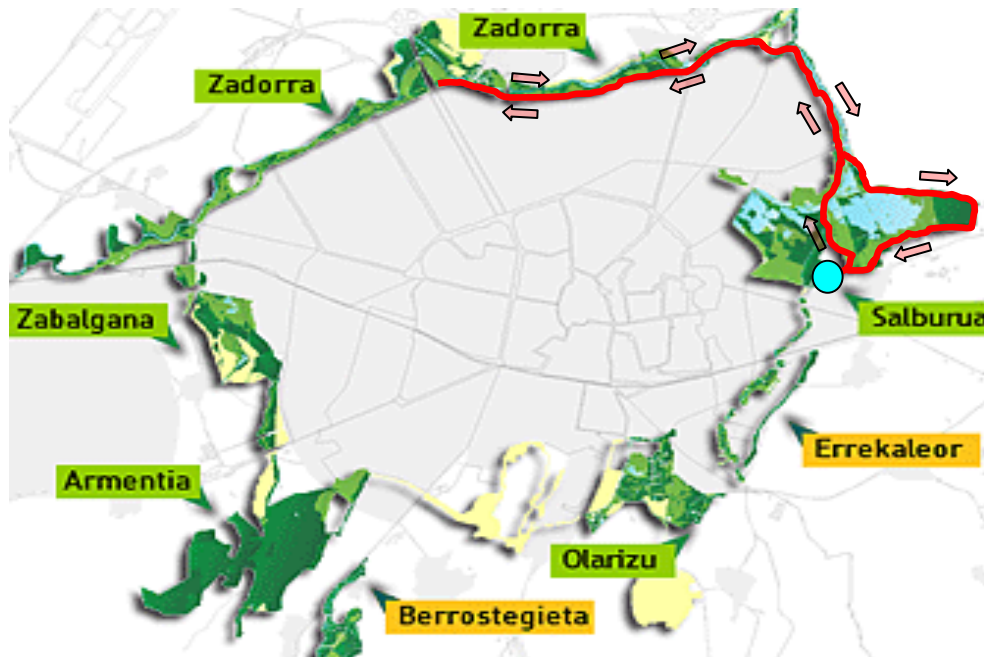 Zadorra
Zadorra
Zabalgana
Salburua
Errekaleor
Armentia
Olarizu
Berrostegieta